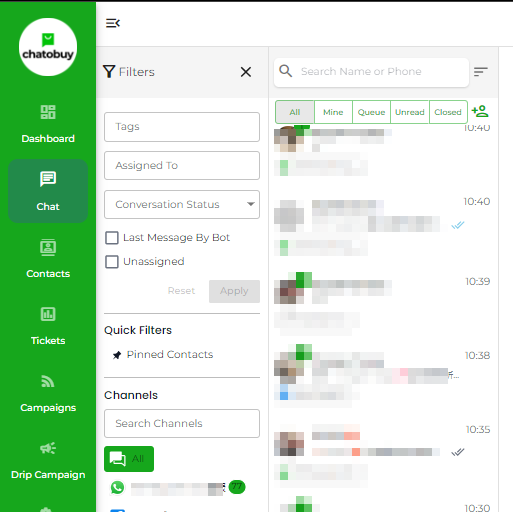 chatobuy
Dashboard
Chat
Contacts
Tickets
Campaigns
Drip Campaign
Filters
Tags
Assigned To
Conversation Status
Last Message By Bot
Unassigned
Reset
Apply
Quick Filters
Pinned Contacts
Channels
Search Channels
All
77
Search Name or Phone
All
Mine
Queue
Unread
Closed
10:40
10:40
10:39
10:38
10:35
10:30